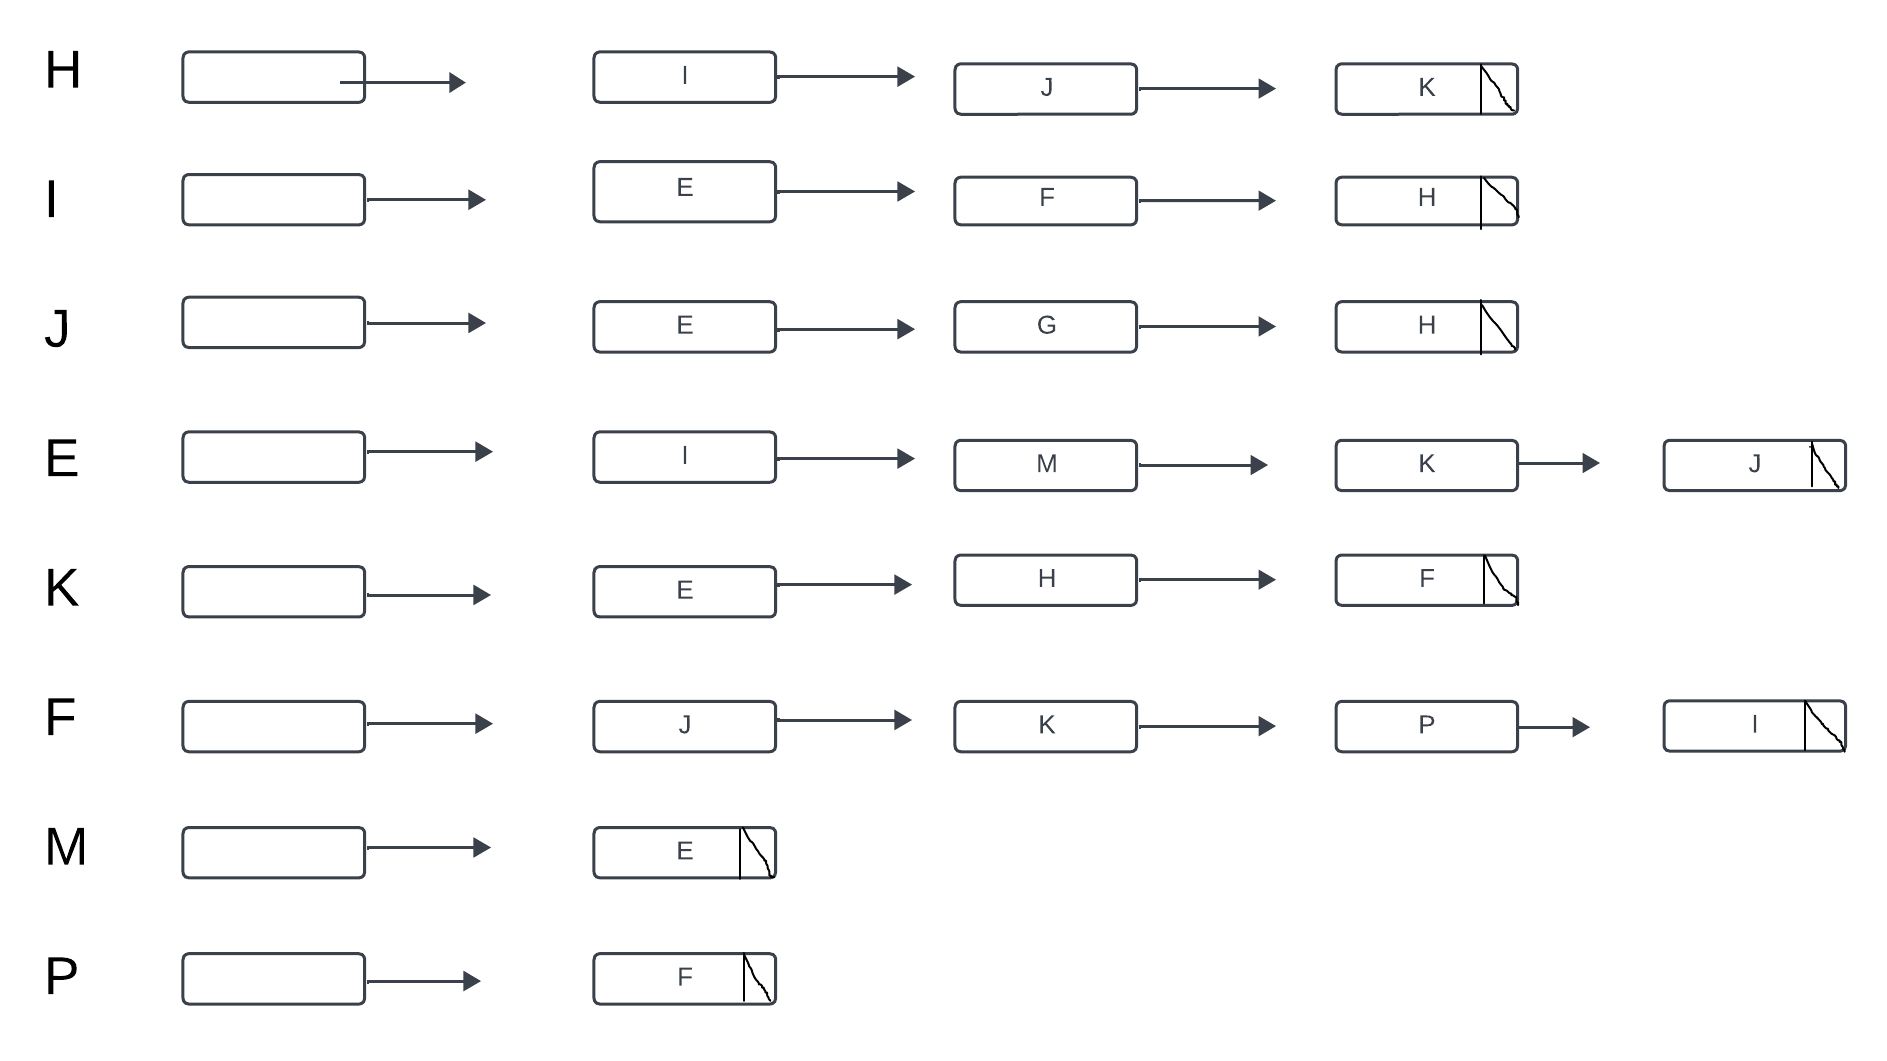 H I J K
I E F H
J E G H
E I M K J
K E H F
F J K P I
M E
P F